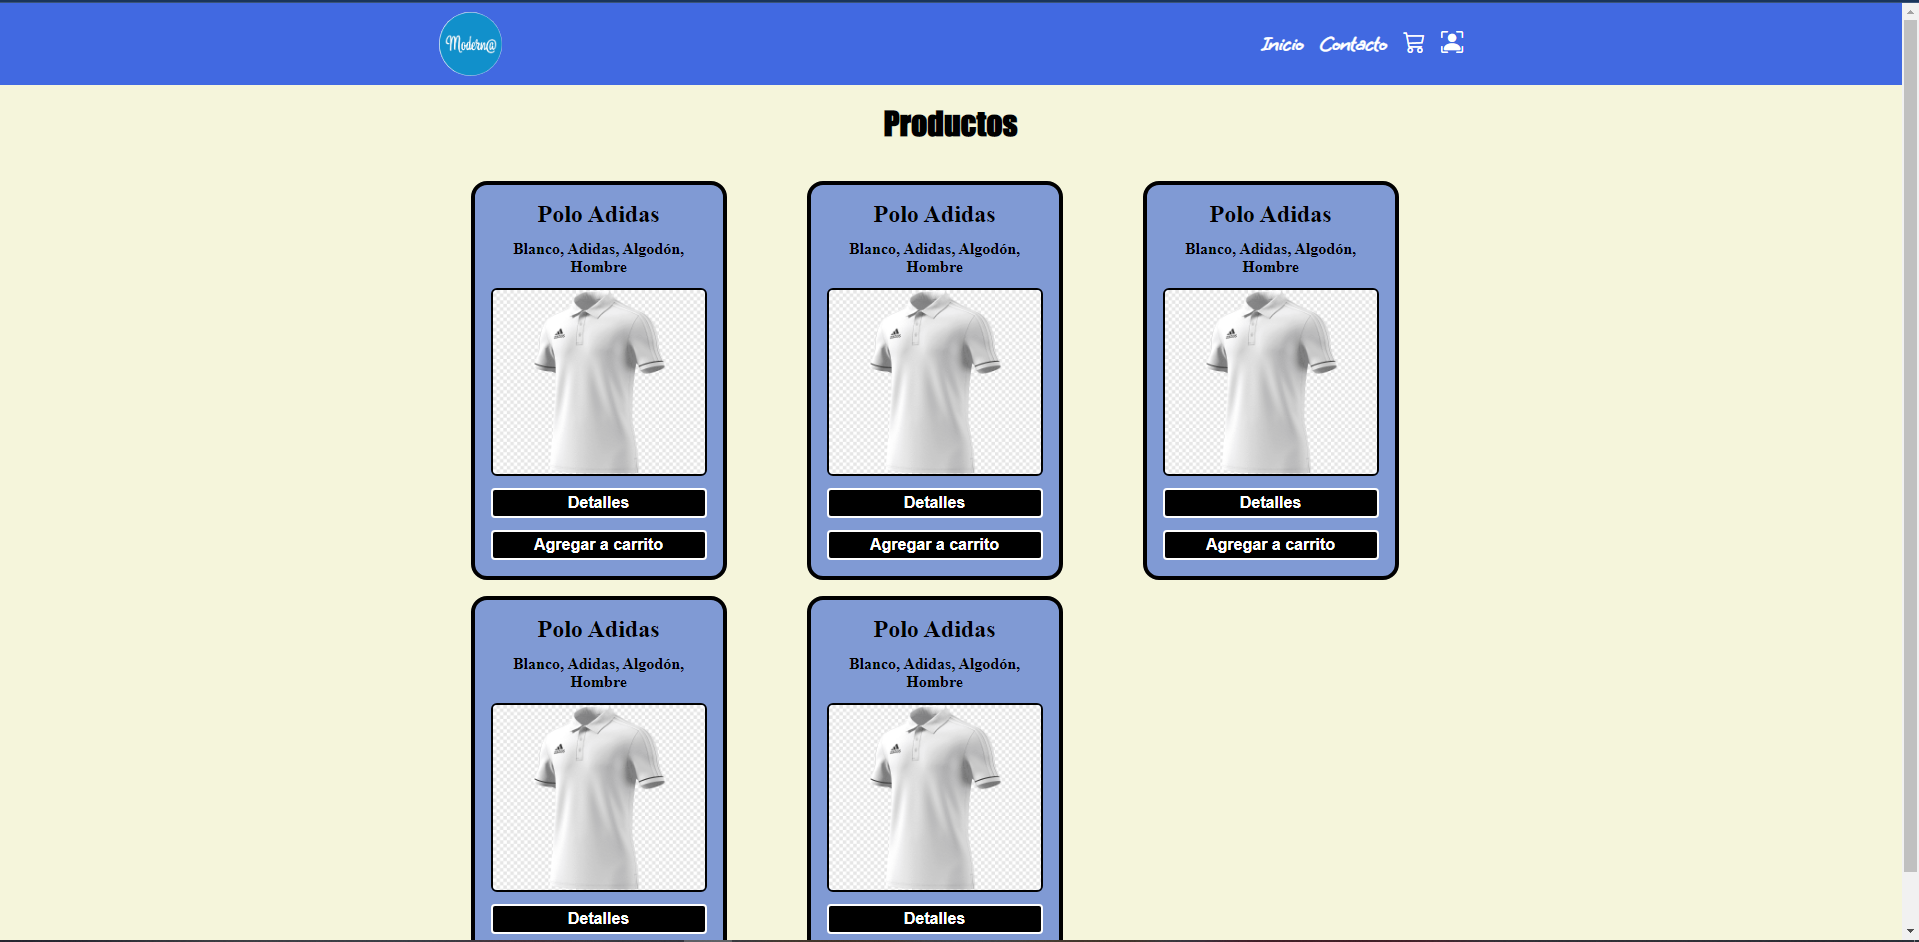 Modern@
Inicio Contacto
Productos
Polo Adidas
Blanco, Adidas, Algodón,
Hombre
Detalles
Agregar a carrito
Polo Adidas
Blanco, Adidas, Algodón,
Hombre
Detalles
Agregar a carrito
Polo Adidas
Blanco, Adidas, Algodón,
Hombre
Detalles
Agregar a carrito
Polo Adidas
Blanco, Adidas, Algodón,
Hombre
Detalles
Polo Adidas
Blanco, Adidas, Algodón,
Hombre
Detalles